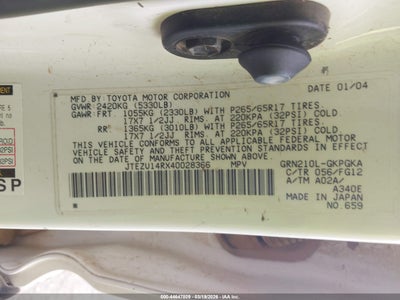 MFD BY TOYOTA MOTOR CORPORATION DATE 01/04
GVWR 2420KG (5330LB)
GAWR FRT. 1055KG (2330LB) WITH P265/65R17 TIRES.
17X7 1/2JJ RIMS AT 220KPA (32PSI) COLD
RR. 1365KG (3010LB) WITH P265/65R17 TIRES.
17X7 1/2JJ RIMS AT 220KPA (32PSI) COLD
THIS VEHICLE CONFORMS TO ALL APPLICABLE FEDERAL MOTOR
VEHICLE SAFETY AND THEFT PREVENTION STANDARDS IN
EFFECT ON THE DATE OF MANUFACTURE SHOWN ABOVE.
JTEZU14RX40028366 MPV
GRN210L-GKPGKA
C/TR 056/FG12
A/TM A02A/
A340E
MADE IN JAPAN
NO 659
SP